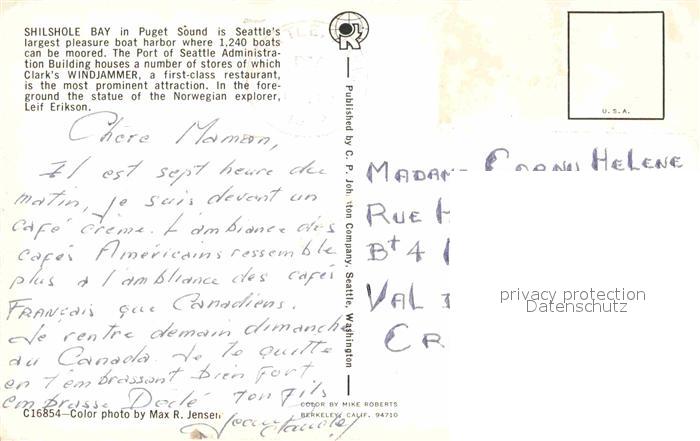 SHILSHOLE BAY in Puget Sound is Seattle's
largest pleasure boat harbor where 1,240 boats
can be moored. The Port of Seattle Administra-
tion Building houses a number of stores of which
Clark's WINDJAMMER, a first-class restaurant,
is the most prominent attraction. In the fore-
ground the statue of the Norwegian explorer,
Leif Erikson.
Chère Maman,
Il est sept heure du
matin, je suis devant un
café crème. L'ambiance des
cafés Américains ressemble
plus a l'ambiance des cafés
FRANÇAIS que Canadiens.
Je rentre demain dimanche
au Canada. Je te quitte
en t'embrassant bien fort
embrasse Dédé ton fils
Jean Claude
C16854—Color photo by Max R. Jensen
Published by C. P. Johnston Company, Seattle, Washington
COLOR BY MIKE ROBERTS
BERKELEY, CALIF. 94710
U.S.A.
MADAM HELENE
RUE
Bt 4
VAL
CR
privacy protection
Datenschutz